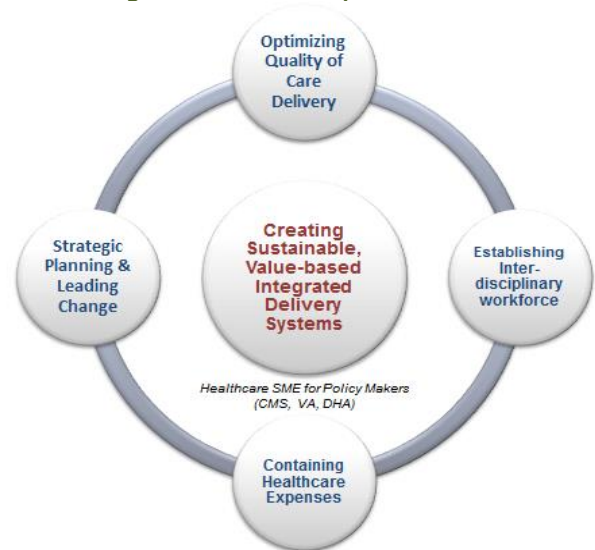 Optimizing
Quality of
Care
Delivery
Creating
Sustainable,
Value-based
Integrated
Delivery
Systems
Strategic
Planning &
Leading
Change
Establishing
Inter-
disciplinary
workforce
Healthcare SME for Policy Makers
(CMS, VA, DHA)
Containing
Healthcare
Expenses